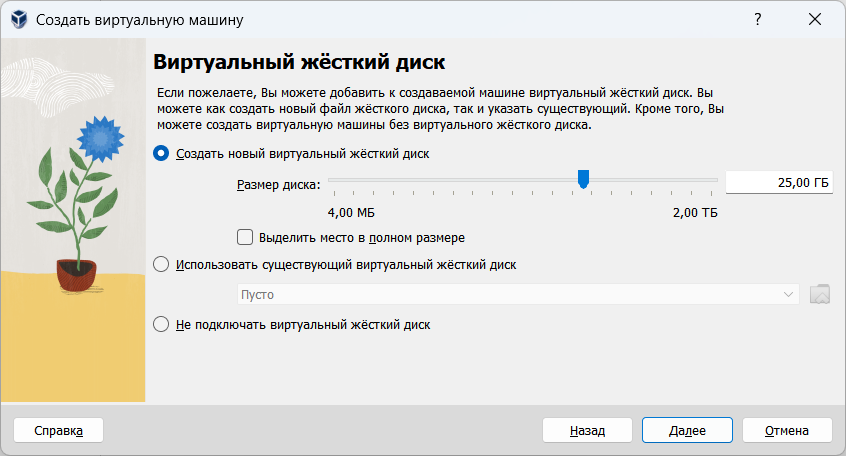 Создать виртуальную машину
Виртуальный жёсткий диск
Если пожелаете, Вы можете добавить к создаваемой машине виртуальный жёсткий диск. Вы
можете как создать новый файл жёсткого диска, так и указать существующий. Кроме того, Вы
можете создать виртуальную машины без виртуального жёсткого диска.
Создать новый виртуальный жёсткий диск
Размер диска: 25,00 ГБ
4,00 МБ 2,00 ТБ
Выделить место в полном размере
Использовать существующий виртуальный жёсткий диск
Пусто
Не подключать виртуальный жёсткий диск
Справка Назад Далее Отмена